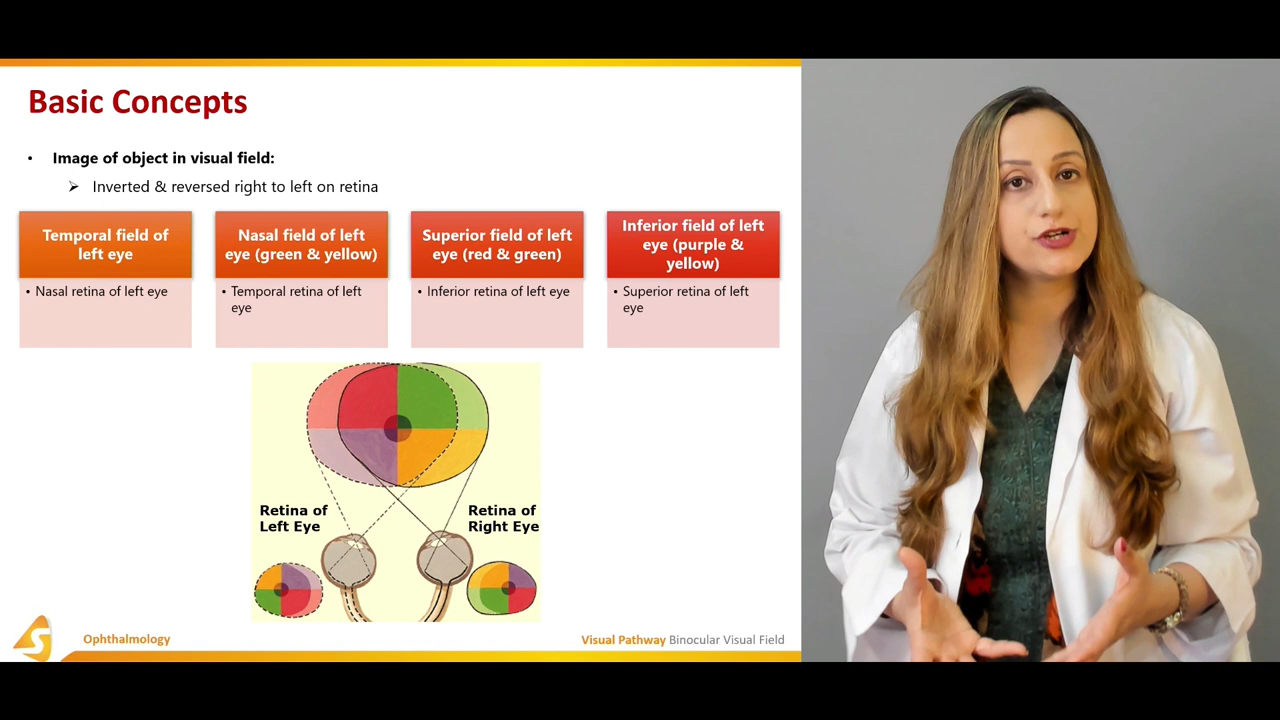 Basic Concepts
• Image of object in visual field:
➢ Inverted & reversed right to left on retina
Temporal field of
left eye
• Nasal retina of left eye
Nasal field of left
eye (green & yellow)
• Temporal retina of left
eye
Superior field of left
eye (red & green)
• Inferior retina of left eye
Inferior field of left
eye (purple &
yellow)
• Superior retina of left
eye
Retina of
Left Eye
Retina of
Right Eye
Ophthalmology
Visual Pathway Binocular Visual Field